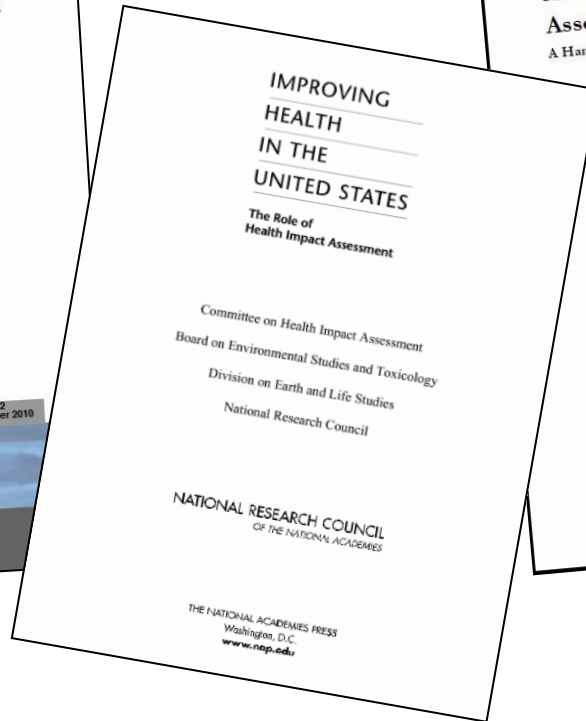 IMPROVING
HEALTH
IN THE
UNITED STATES
The Role of
Health Impact Assessment
Committee on Health Impact Assessment
Board on Environmental Studies and Toxicology
Division on Earth and Life Studies
National Research Council
NATIONAL RESEARCH COUNCIL
OF THE NATIONAL ACADEMIES
THE NATIONAL ACADEMIES PRESS
Washington, D.C.
www.nap.edu
2010